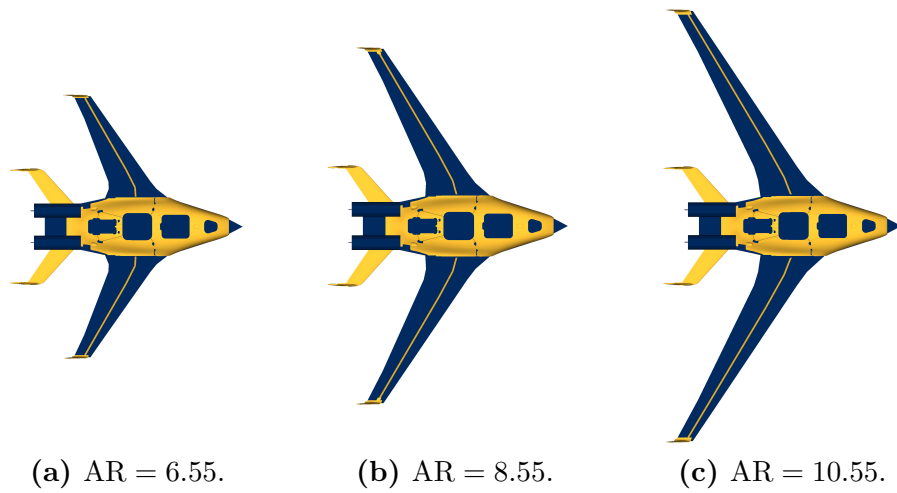 (a) AR = 6.55.
(b) AR = 8.55.
(c) AR = 10.55.